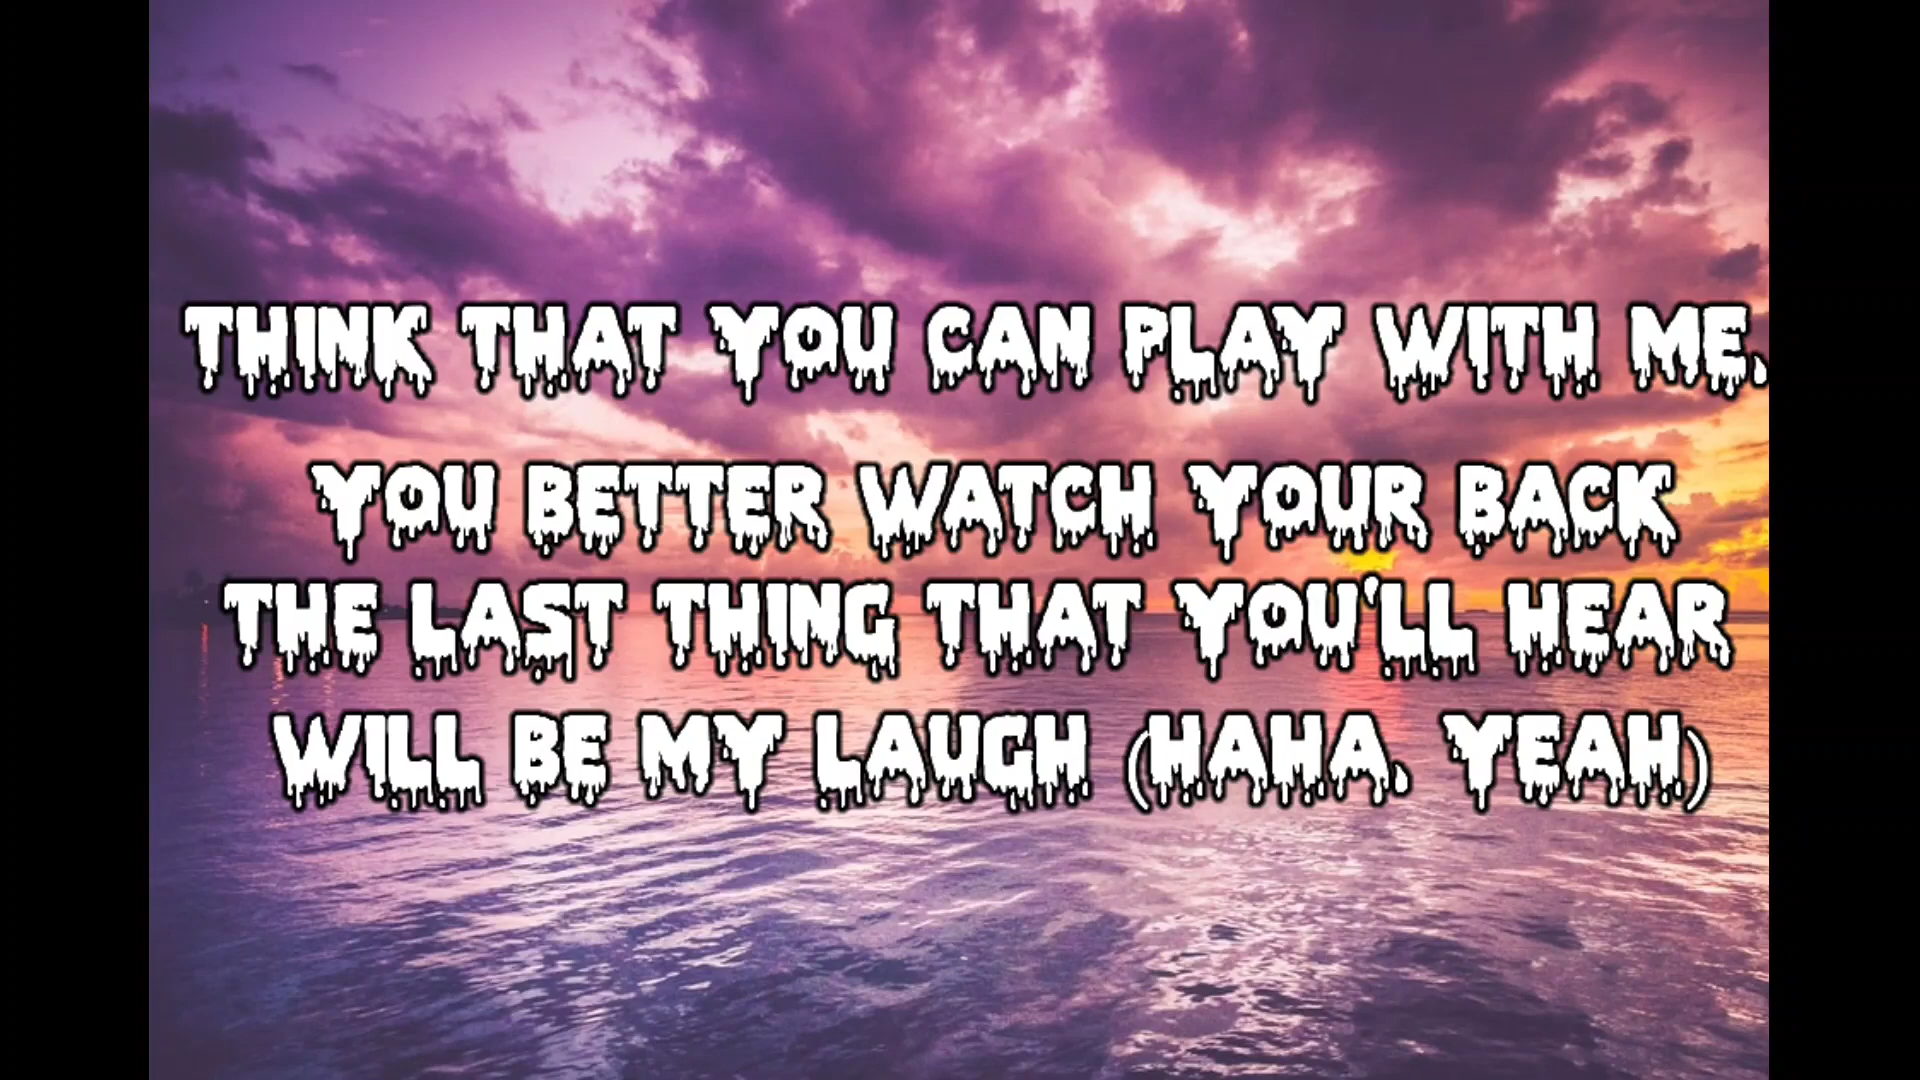 THINK THAT YOU CAN PLAY WITH ME,
YOU BETTER WATCH YOUR BACK
THE LAST THING THAT YOU'LL HEAR
WILL BE MY LAUGH (HAHA, YEAH)